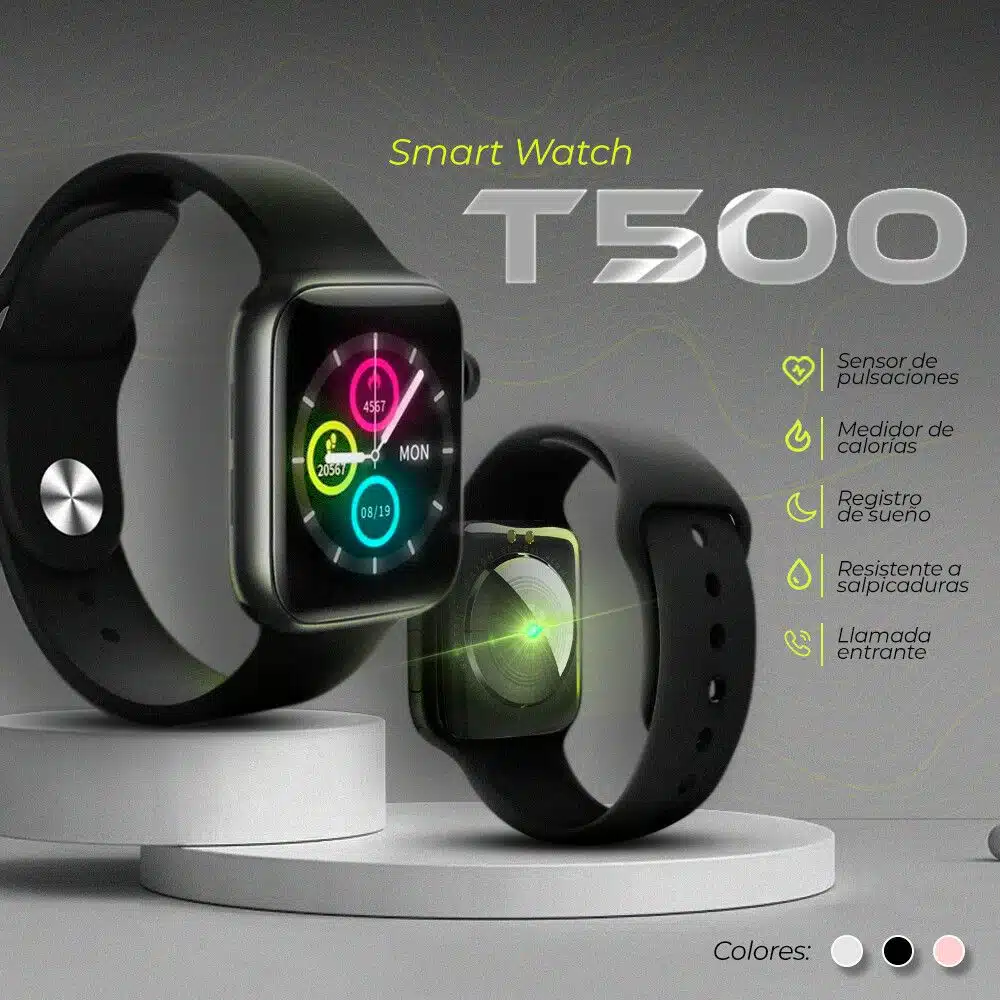 Smart Watch
T500
Sensor de
pulsaciones
Medidor de
calorías
Registro
de sueño
Resistente a
salpicaduras
Llamada
entrante
4567
MON
20567
08/19
Colores: